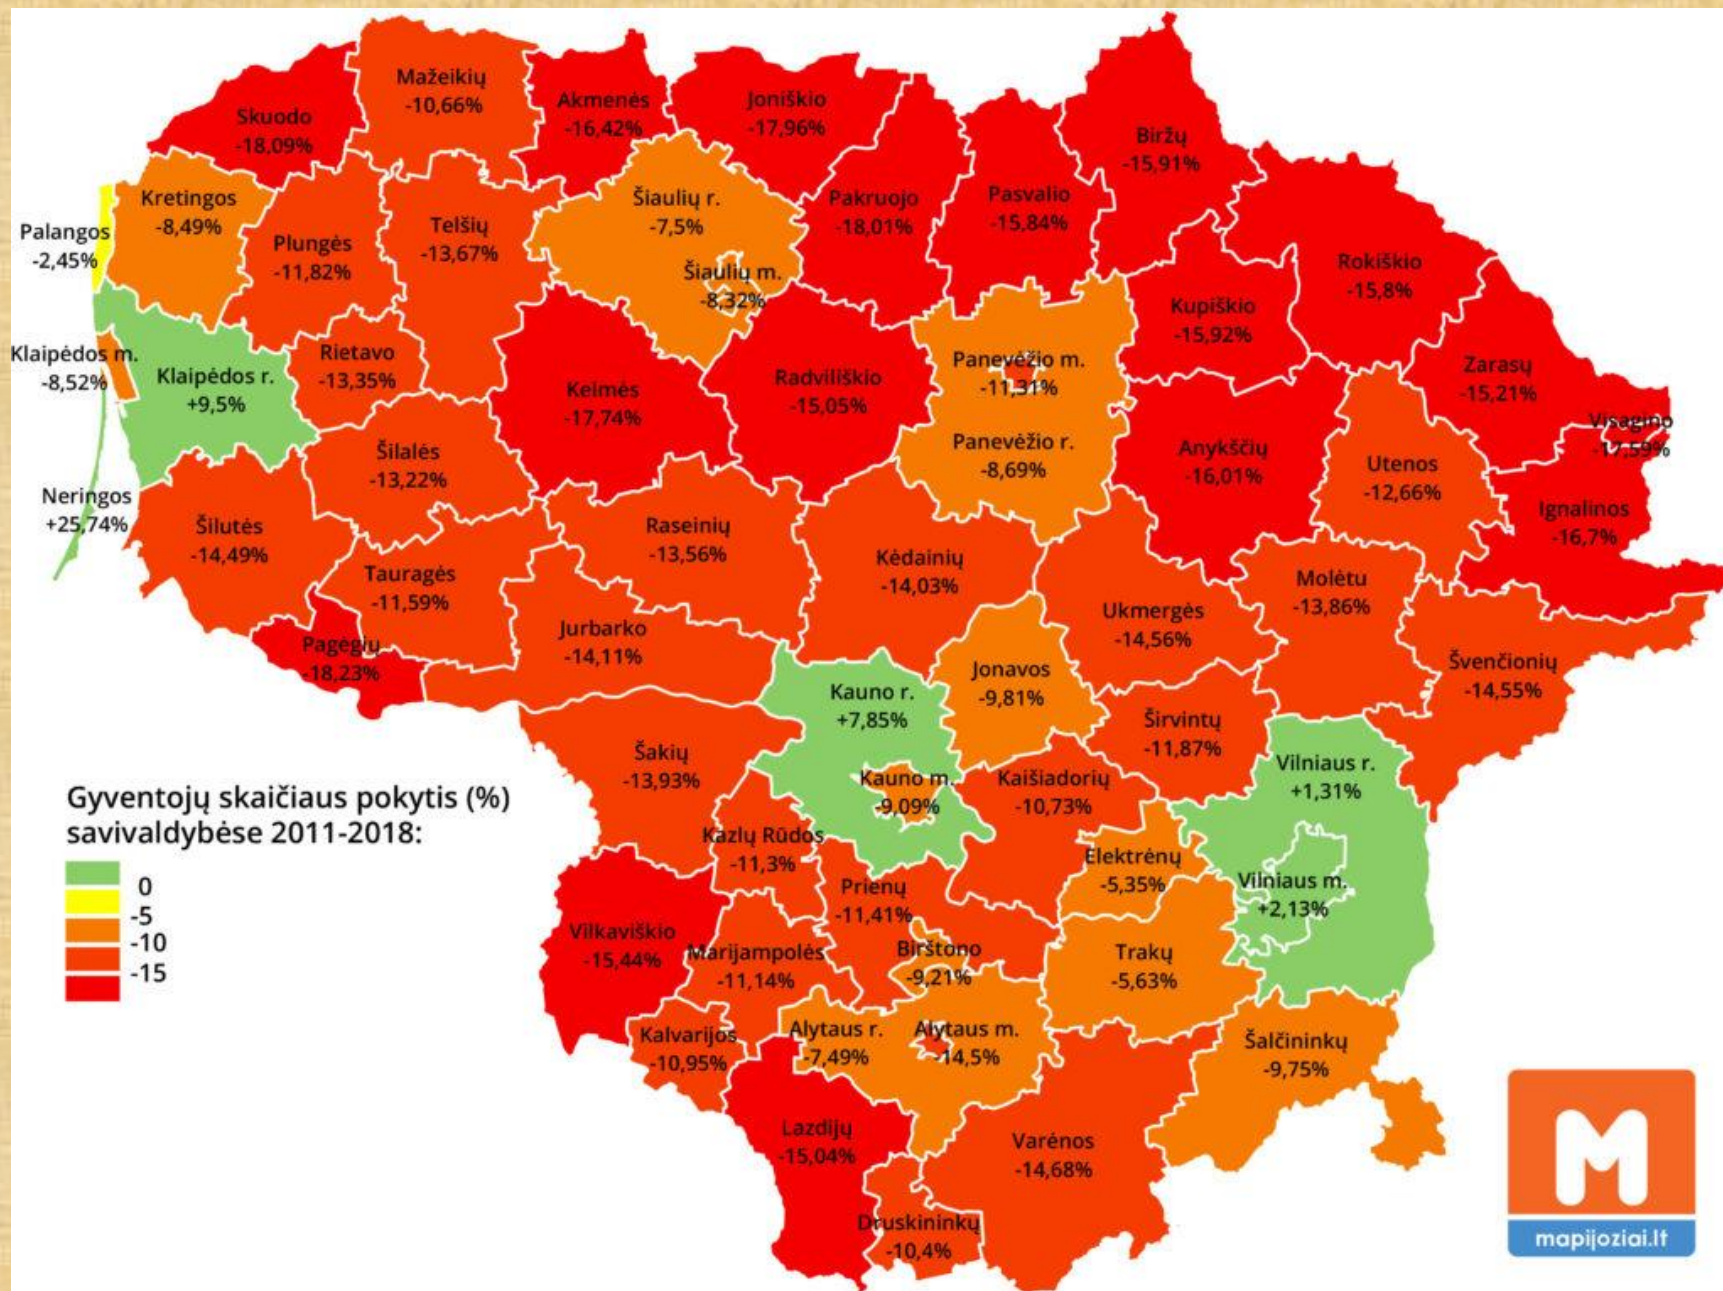 Mažeikių
-10,66%
Skuodo
-18,09%
Akmenės
-16,42%
Joniškio
-17,96%
Biržų
-15,91%
Kretingos
-8,49%
Palangos
-2,45%
Plungės
-11,82%
Telšių
-13,67%
Šiaulių r.
-7,5%
Šiaulių m.
-8,32%
Pakruojo
-18,01%
Pasvalio
-15,84%
Rokiškio
-15,8%
Kupiškio
-15,92%
Klaipėdos m.
-8,52%
Klaipėdos r.
+9,5%
Rietavo
-13,35%
Kelmės
-17,74%
Radviliškio
-15,05%
Panevėžio m.
-11,31%
Panevėžio r.
-8,69%
Zarasų
-15,21%
Visagino
-17,59%
Anykščių
-16,01%
Utenos
-12,66%
Ignalinos
-16,7%
Šilalės
-13,22%
Neringos
+25,74%
Šilutės
-14,49%
Tauragės
-11,59%
Raseinių
-13,56%
Kėdainių
-14,03%
Ukmergės
-14,56%
Molėtu
-13,86%
Švenčionių
-14,55%
Pagėgių
-18,23%
Jurbarko
-14,11%
Jonavos
-9,81%
Kauno r.
+7,85%
Kauno m.
-9,09%
Širvintų
-11,87%
Šakių
-13,93%
Kaišiadorių
-10,73%
Vilniaus r.
+1,31%
Vilniaus m.
+2,13%
Kazlų Rūdos
-11,3%
Elektrėnų
-5,35%
Prienų
-11,41%
Vilkaviškio
-15,44%
Marijampolės
-11,14%
Birštono
-9,21%
Trakų
-5,63%
Kalvarijos
-10,95%
Alytaus r.
-7,49%
Alytaus m.
-14,5%
Šalčininkų
-9,75%
Lazdijų
-15,04%
Varėnos
-14,68%
Druskininkų
-10,4%
Gyventojų skaičiaus pokytis (%)
savivaldybėse 2011-2018:
0
-5
-10
-15
M
mapijoziai.lt